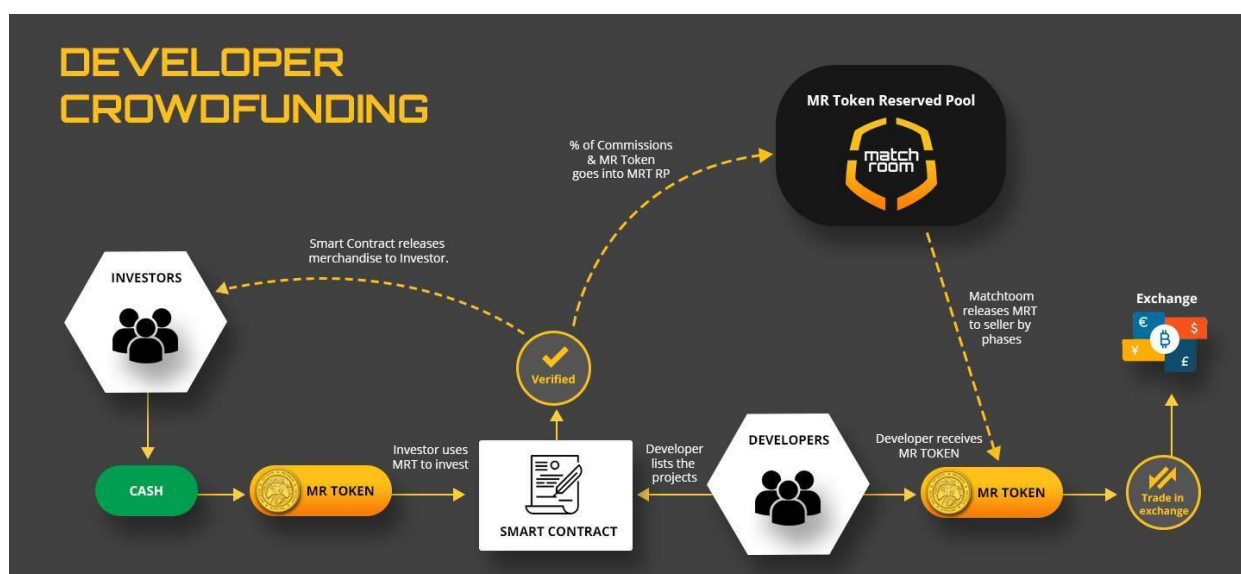 DEVELOPER
CROWDFUNDING
MR Token Reserved Pool
match
room
% of Commissions
& MR Token
goes into MRT RP
Smart Contract releases
merchandise to Investor.
INVESTORS
Matchtoom
releases MRT
to seller by
phases
Exchange
€
$
¥
£
₿
Verified
Investor uses
MRT to invest
Developer
lists the
projects
DEVELOPERS
Developer receives
MR TOKEN
CASH
MR TOKEN
SMART CONTRACT
MR TOKEN
Trade in
exchange